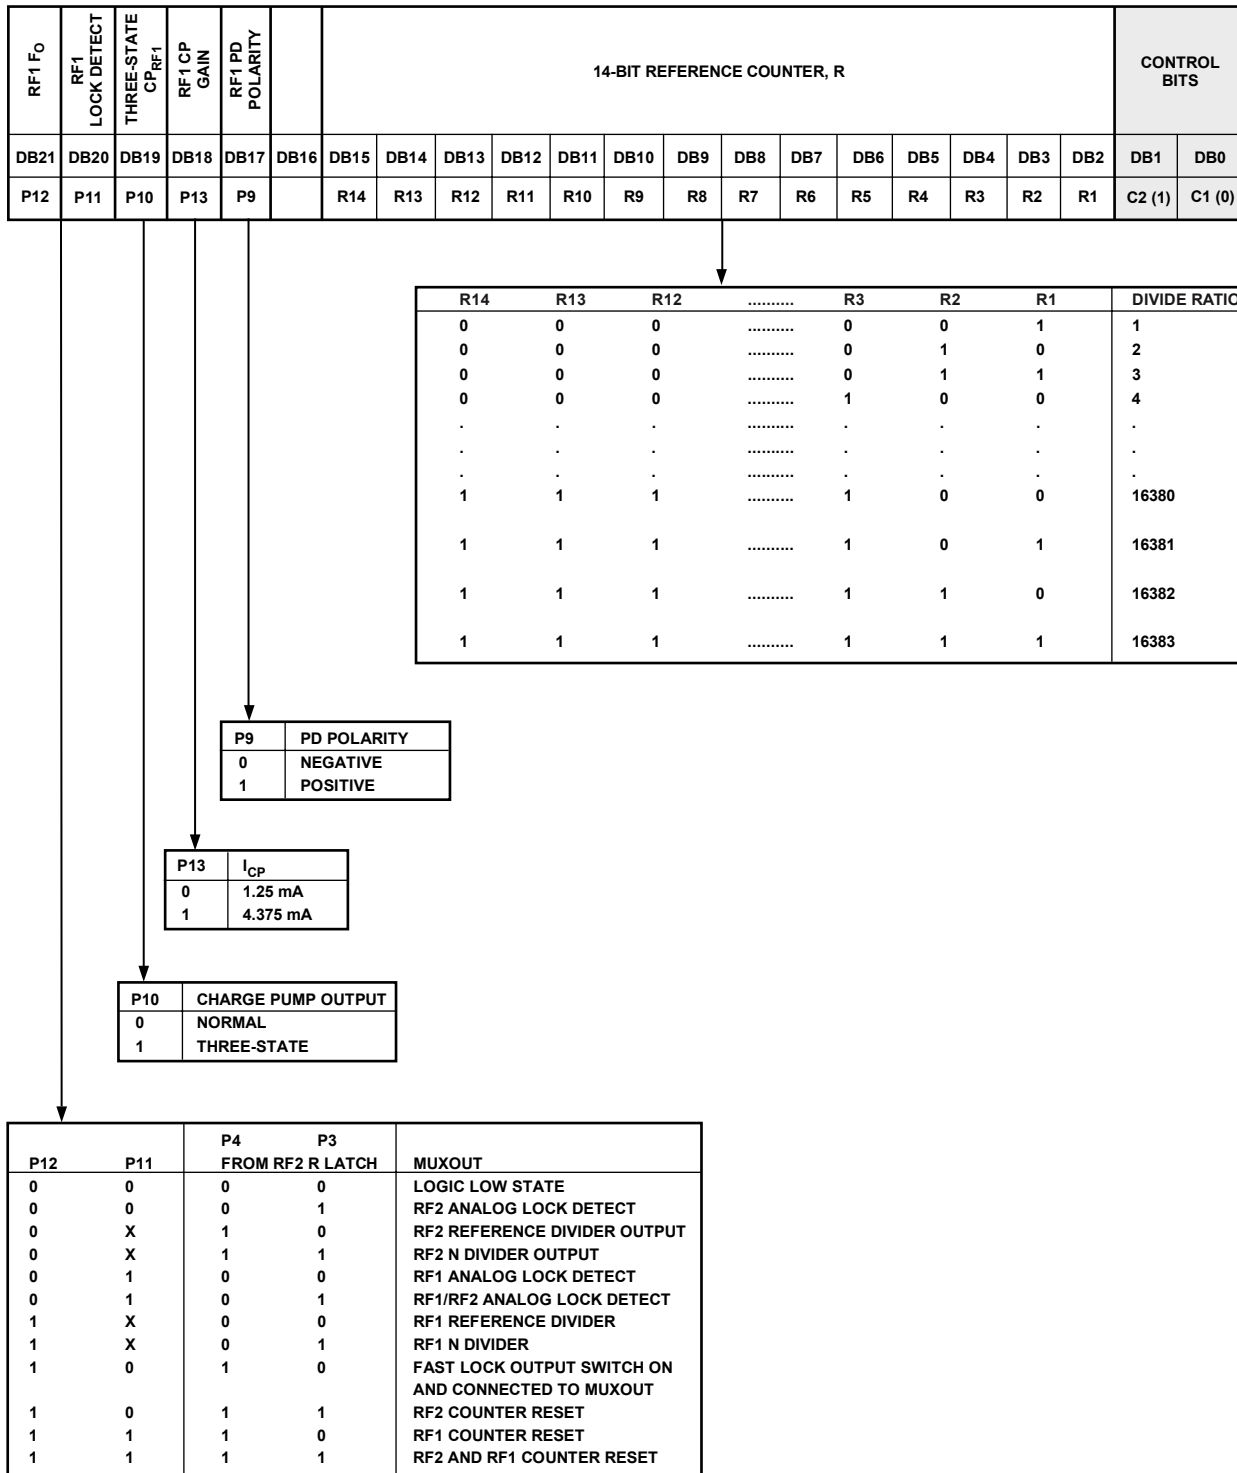 RF1 FO
RF1 LOCK DETECT
THREE-STATE CPRF1
RF1 CP GAIN
RF1 PD POLARITY
14-BIT REFERENCE COUNTER, R
CONTROL BITS
DB21 DB20 DB19 DB18 DB17 DB16 DB15 DB14 DB13 DB12 DB11 DB10 DB9 DB8 DB7 DB6 DB5 DB4 DB3 DB2 DB1 DB0
P12 P11 P10 P13 P9 R14 R13 R12 R11 R10 R9 R8 R7 R6 R5 R4 R3 R2 R1 C2 (1) C1 (0)
R14 R13 R12 .......... R3 R2 R1 DIVIDE RATIO
0 0 0 .......... 0 0 1 1
0 0 0 .......... 0 1 0 2
0 0 0 .......... 0 1 1 3
0 0 0 .......... 1 0 0 4
. . . .......... . . . .
. . . .......... . . . .
. . . .......... . . . .
1 1 1 .......... 1 0 0 16380
1 1 1 .......... 1 0 1 16381
1 1 1 .......... 1 1 0 16382
1 1 1 .......... 1 1 1 16383
P9 PD POLARITY
0 NEGATIVE
1 POSITIVE
P13 ICP
0 1.25 mA
1 4.375 mA
P10 CHARGE PUMP OUTPUT
0 NORMAL
1 THREE-STATE
P4 P3
P12 P11 FROM RF2 R LATCH MUXOUT
0 0 0 0 LOGIC LOW STATE
0 0 0 1 RF2 ANALOG LOCK DETECT
0 X 1 0 RF2 REFERENCE DIVIDER OUTPUT
0 X 1 1 RF2 N DIVIDER OUTPUT
0 1 0 0 RF1 ANALOG LOCK DETECT
0 1 0 1 RF1/RF2 ANALOG LOCK DETECT
1 X 0 0 RF1 REFERENCE DIVIDER
1 X 0 1 RF1 N DIVIDER
1 0 1 0 FAST LOCK OUTPUT SWITCH ON
AND CONNECTED TO MUXOUT
1 0 1 1 RF2 COUNTER RESET
1 1 1 0 RF1 COUNTER RESET
1 1 1 1 RF2 AND RF1 COUNTER RESET